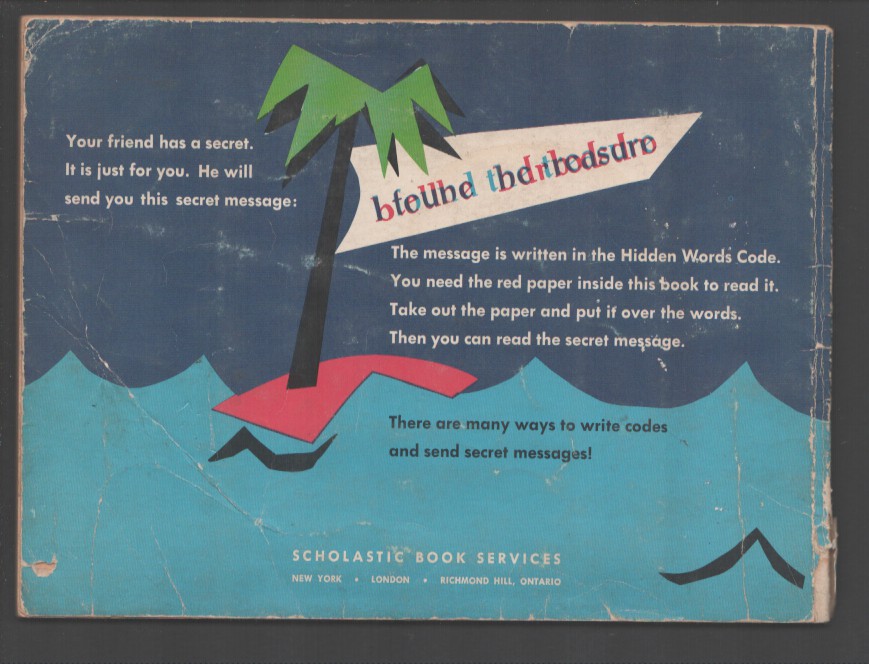 Your friend has a secret.
It is just for you. He will
send you this secret message:
The message is written in the Hidden Words Code.
You need the red paper inside this book to read it.
Take out the paper and put it over the words.
Then you can read the secret message.
There are many ways to write codes
and send secret messages!
SCHOLASTIC BOOK SERVICES
NEW YORK • LONDON • RICHMOND HILL, ONTARIO